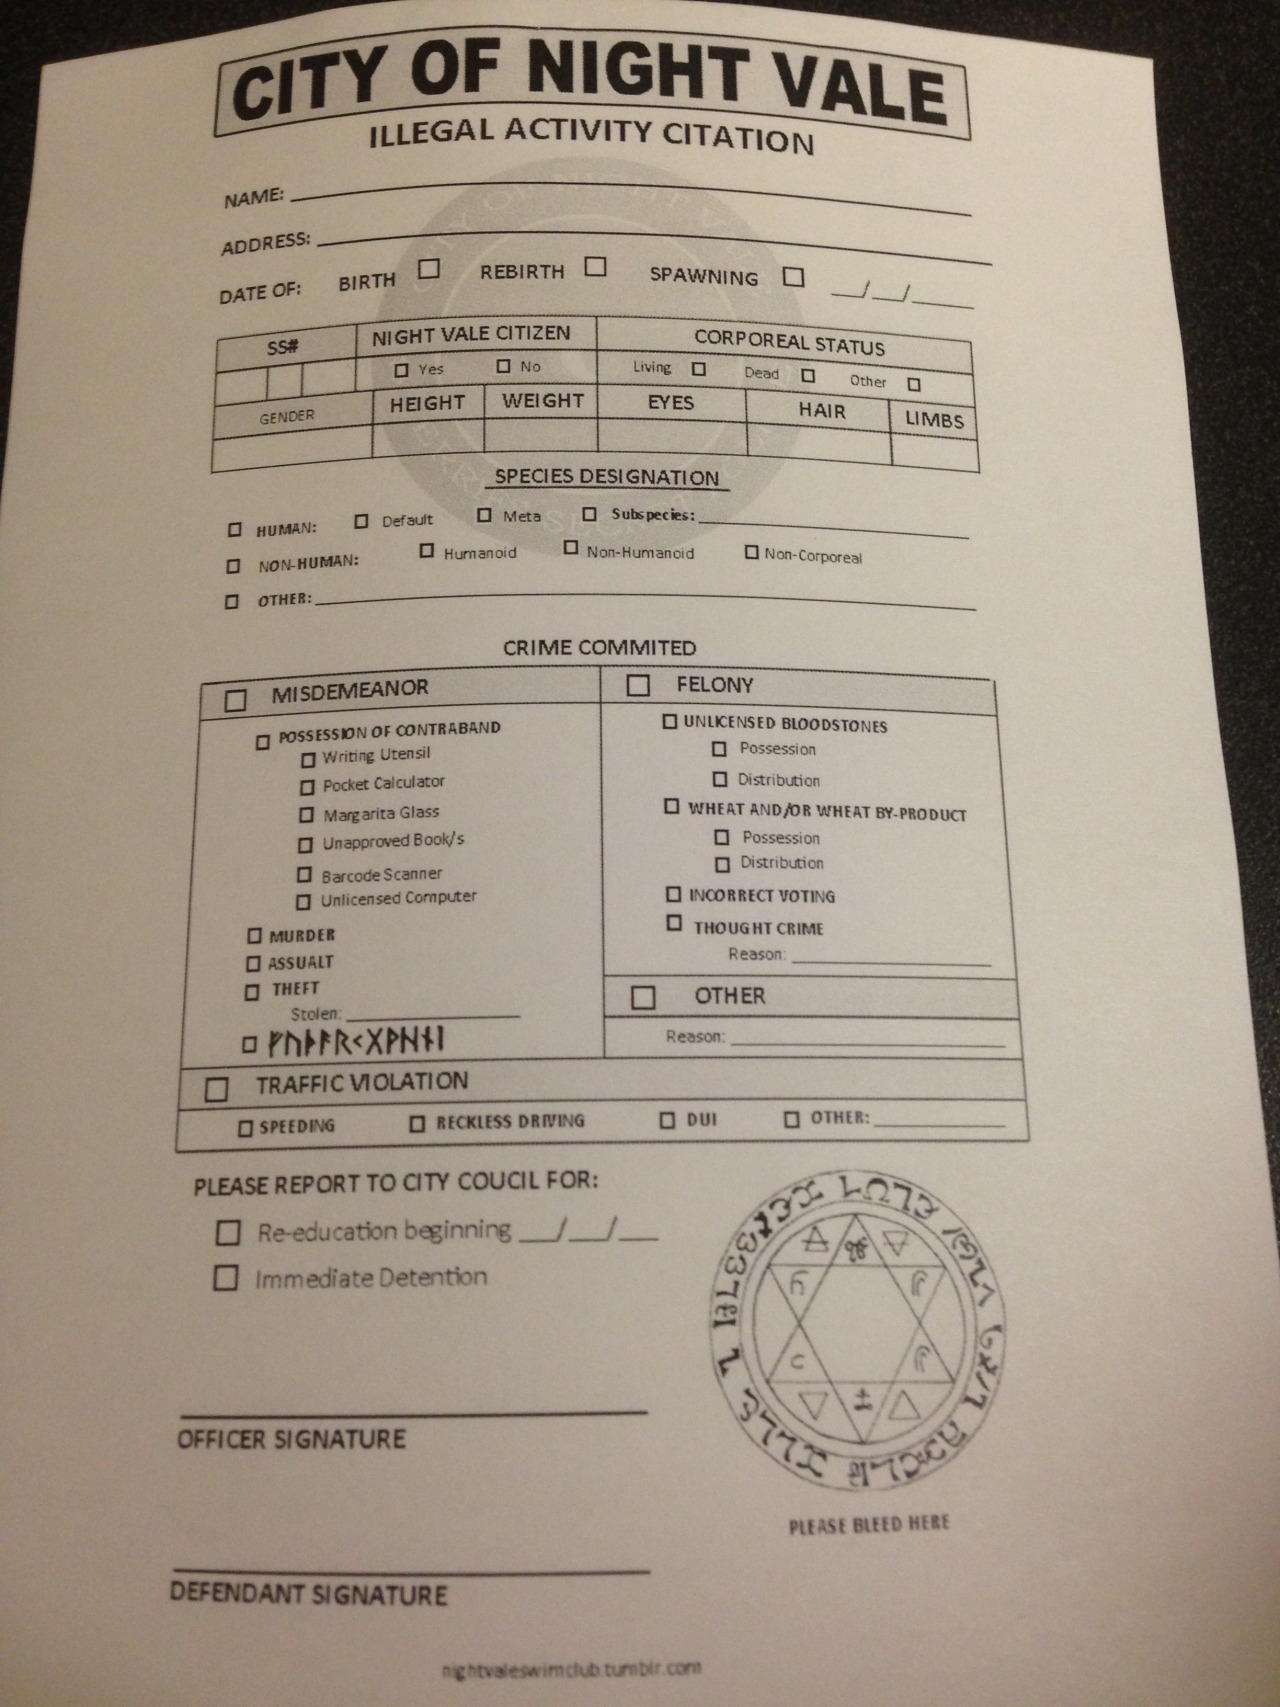 CITY OF NIGHT VALE
ILLEGAL ACTIVITY CITATION
NAME:
ADDRESS:
DATE OF: BIRTH REBIRTH SPAWNING __/__/____
SS# NIGHT VALE CITIZEN CORPOREAL STATUS
Yes No Living Dead Other
GENDER HEIGHT WEIGHT EYES HAIR LIMBS
SPECIES DESIGNATION
HUMAN: Default Meta Subspecies:
NON-HUMAN: Humanoid Non-Humanoid Non-Corporeal
OTHER:
CRIME COMMITED
MISDEMEANOR
POSSESSION OF CONTRABAND
Writing Utensil
Pocket Calculator
Margarita Glass
Unapproved Book/s
Barcode Scanner
Unlicensed Computer
MURDER
ASSUALT
THEFT
Stolen:
ᚠᚢᚦᚨᚱᚲᚷᚹᚺᚾᛁ
FELONY
UNLICENSED BLOODSTONES
Possession
Distribution
WHEAT AND/OR WHEAT BY-PRODUCT
Possession
Distribution
INCORRECT VOTING
THOUGHT CRIME
Reason:
OTHER
Reason:
TRAFFIC VIOLATION
SPEEDING RECKLESS DRIVING DUI OTHER:
PLEASE REPORT TO CITY COUCIL FOR:
Re-education beginning __/__/__
Immediate Detention
OFFICER SIGNATURE
PLEASE BLEED HERE
DEFENDANT SIGNATURE
nightvaleswimclub.tumblr.com